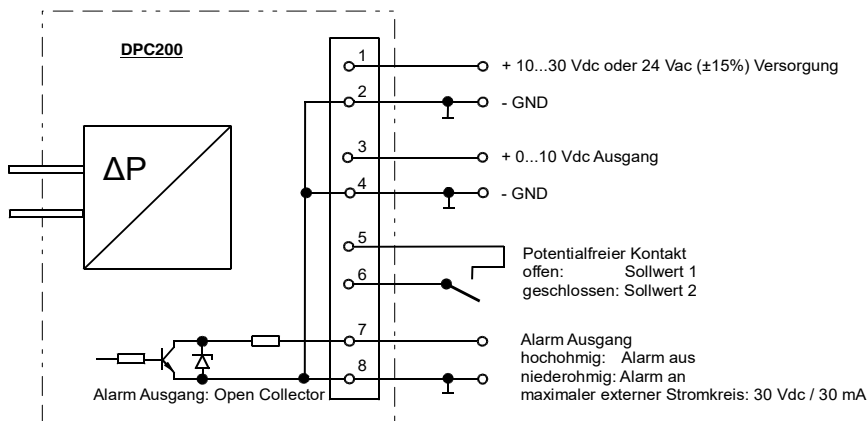 DPC200
ΔP
1
+ 10...30 Vdc oder 24 Vac (±15%) Versorgung
2
- GND
3
+ 0...10 Vdc Ausgang
4
- GND
5
Potentialfreier Kontakt
offen: Sollwert 1
6
geschlossen: Sollwert 2
7
Alarm Ausgang
hochohmig: Alarm aus
8
niederohmig: Alarm an
Alarm Ausgang: Open Collector
maximaler externer Stromkreis: 30 Vdc / 30 mA